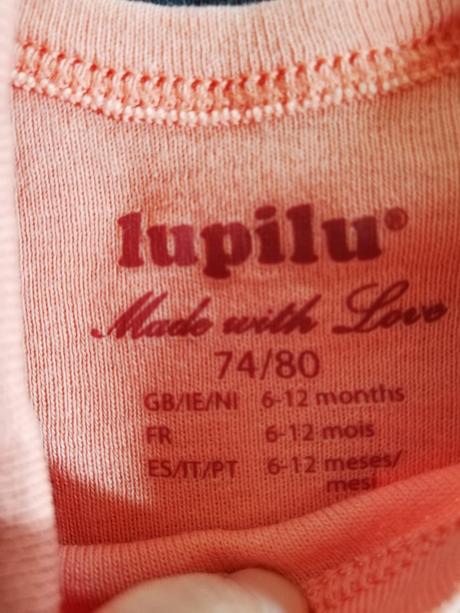 lupilu®
Made with Love
74/80
GB/IE/NI 6-12 months
FR 6-12 mois
ES/IT/PT 6-12 meses/
mesi